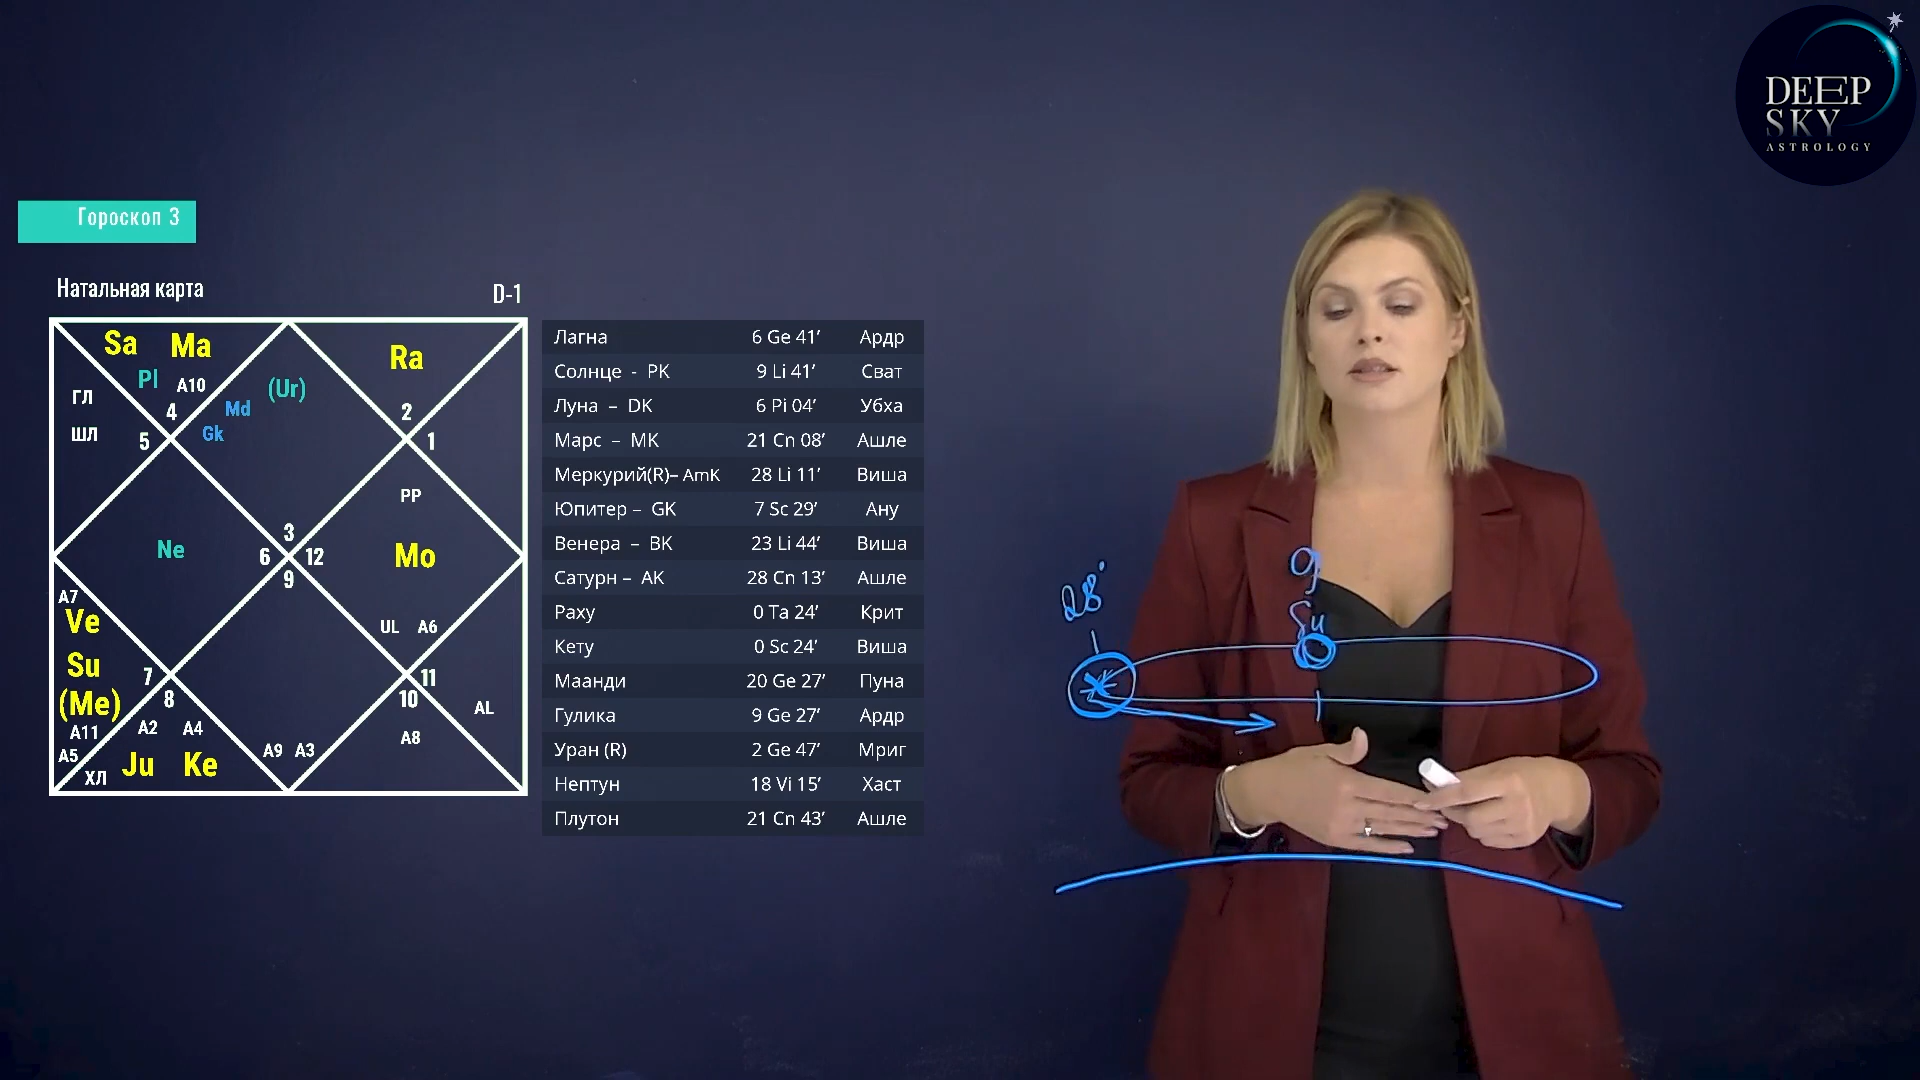 DEEP
SKY
ASTROLOGY
Гороскоп 3
Натальная карта
D-1
Sa Ma
Ra
Pl A10
(Ur)
ГЛ
Md
4
2
ШЛ
5
Gk
1
PP
3
Ne
6 12
Mo
9
A7
Ve
UL A6
Su
7
11
(Me)
8
10
AL
A11
A2 A4
A8
A5
A9 A3
ХЛ
Ju Ke
Лагна 6 Ge 41’ Ардр
Солнце - PK 9 Li 41’ Сват
Луна – DK 6 Pi 04’ Убха
Марс – MK 21 Cn 08’ Ашле
Меркурий(R)– AmK 28 Li 11’ Виша
Юпитер – GK 7 Sc 29’ Ану
Венера – BK 23 Li 44’ Виша
Сатурн – AK 28 Cn 13’ Ашле
Раху 0 Ta 24’ Крит
Кету 0 Sc 24’ Виша
Маанди 20 Ge 27’ Пуна
Гулика 9 Ge 27’ Ардр
Уран (R) 2 Ge 47’ Мриг
Нептун 18 Vi 15’ Хаст
Плутон 21 Cn 43’ Ашле
28°
9
Su